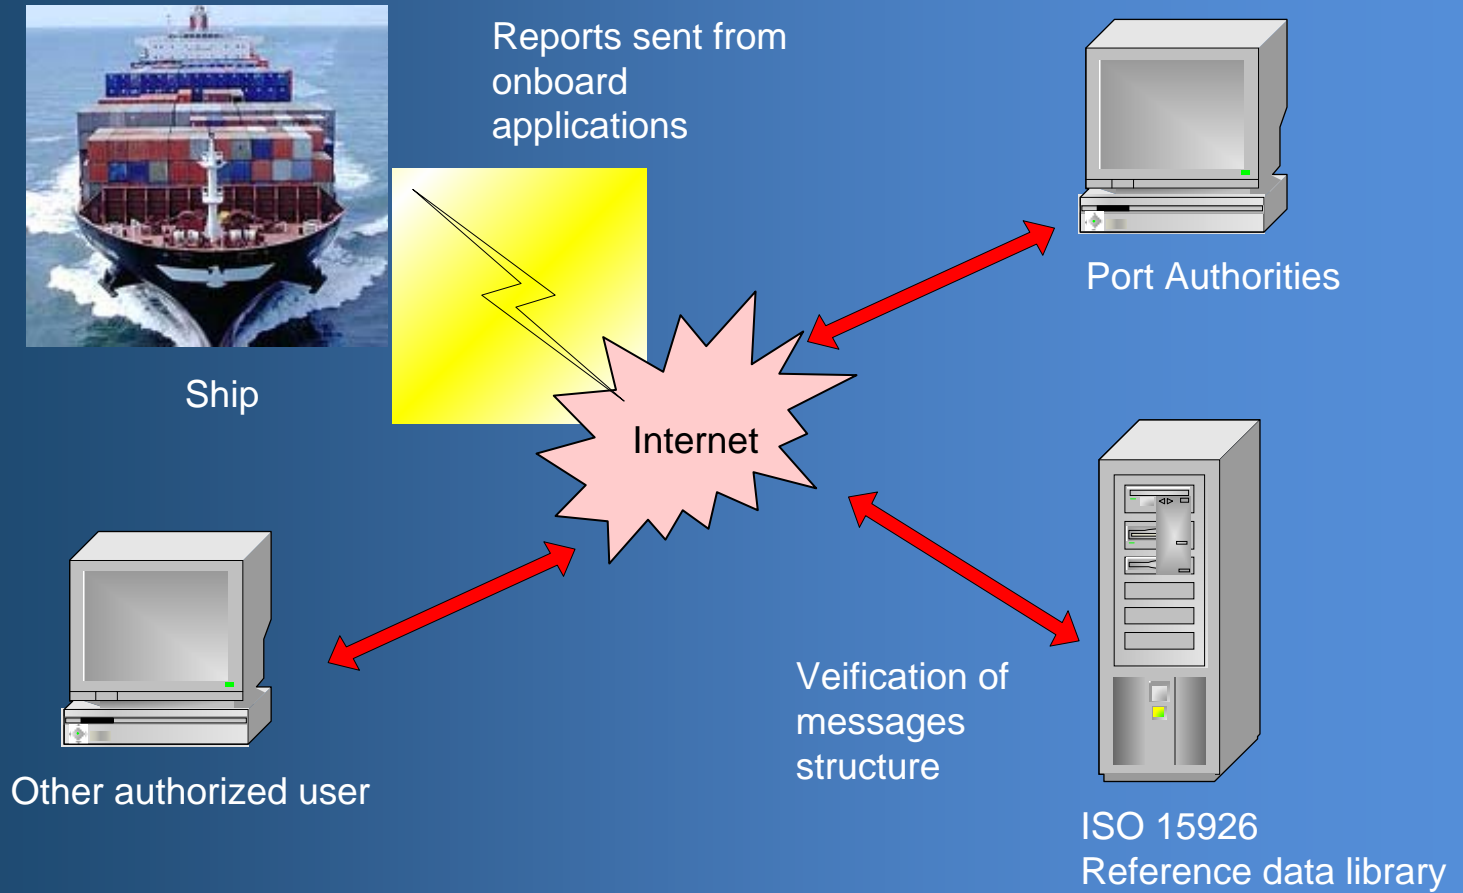 Reports sent from
onboard
applications
Port Authorities
Ship
Internet
Veification of
messages
structure
Other authorized user
ISO 15926
Reference data library